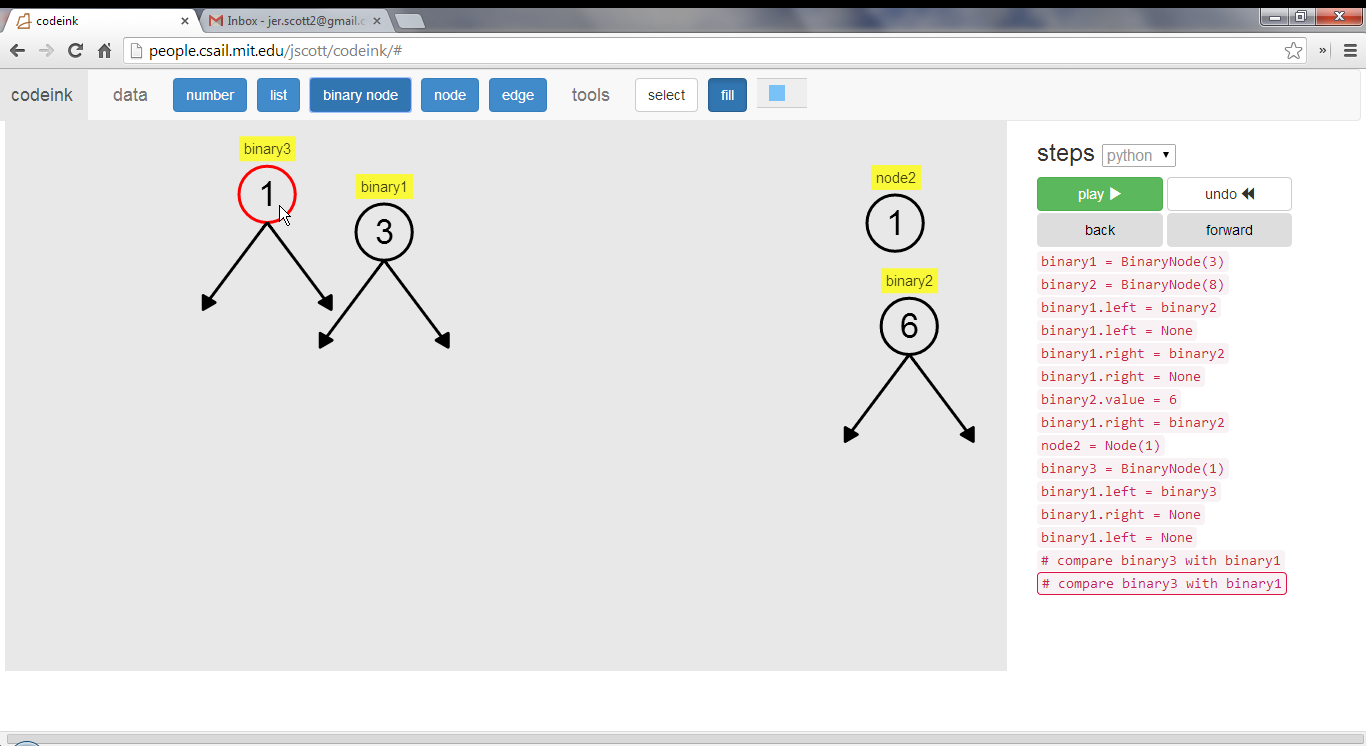 codeink
Inbox - jer.scott2@gmail.c
people.csail.mit.edu/jscott/codeink/#
codeink data number list binary node node edge tools select fill
binary3
1
binary1
3
node2
1
binary2
6
steps python
play undo
back forward
binary1 = BinaryNode(3)
binary2 = BinaryNode(8)
binary1.left = binary2
binary1.left = None
binary1.right = binary2
binary1.right = None
binary2.value = 6
binary1.right = binary2
node2 = Node(1)
binary3 = BinaryNode(1)
binary1.left = binary3
binary1.right = None
binary1.left = None
# compare binary3 with binary1
# compare binary3 with binary1